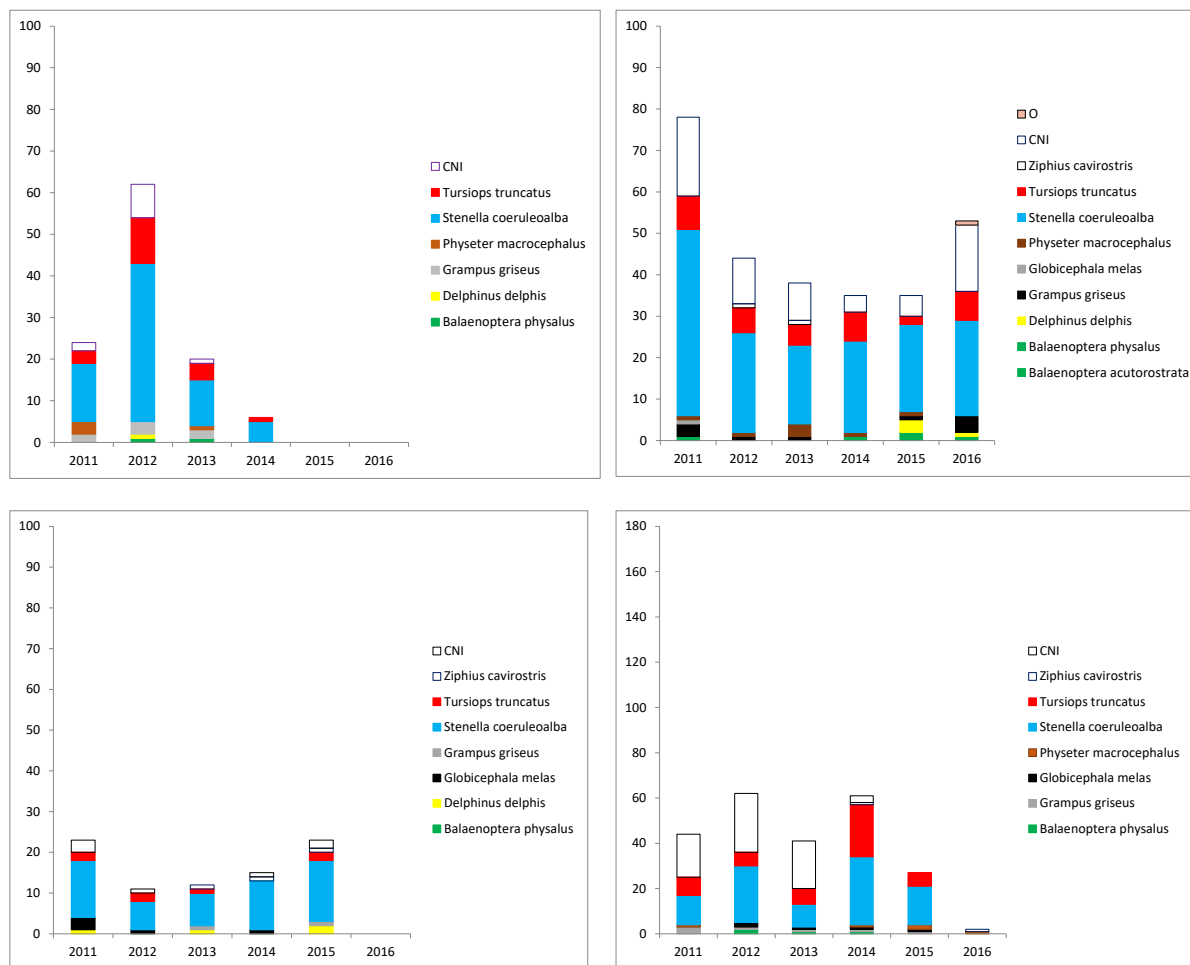 100
90
80
70
60
50
40
30
20
10
0
2011 2012 2013 2014 2015 2016
CNI
Tursiops truncatus
Stenella coeruleoalba
Physeter macrocephalus
Grampus griseus
Delphinus delphis
Balaenoptera physalus
100
90
80
70
60
50
40
30
20
10
0
2011 2012 2013 2014 2015 2016
O
CNI
Ziphius cavirostris
Tursiops truncatus
Stenella coeruleoalba
Physeter macrocephalus
Globicephala melas
Grampus griseus
Delphinus delphis
Balaenoptera physalus
Balaenoptera acutorostrata
100
90
80
70
60
50
40
30
20
10
0
2011 2012 2013 2014 2015 2016
CNI
Ziphius cavirostris
Tursiops truncatus
Stenella coeruleoalba
Grampus griseus
Globicephala melas
Delphinus delphis
Balaenoptera physalus
180
160
140
120
100
80
60
40
20
0
2011 2012 2013 2014 2015 2016
CNI
Ziphius cavirostris
Tursiops truncatus
Stenella coeruleoalba
Physeter macrocephalus
Globicephala melas
Grampus griseus
Balaenoptera physalus